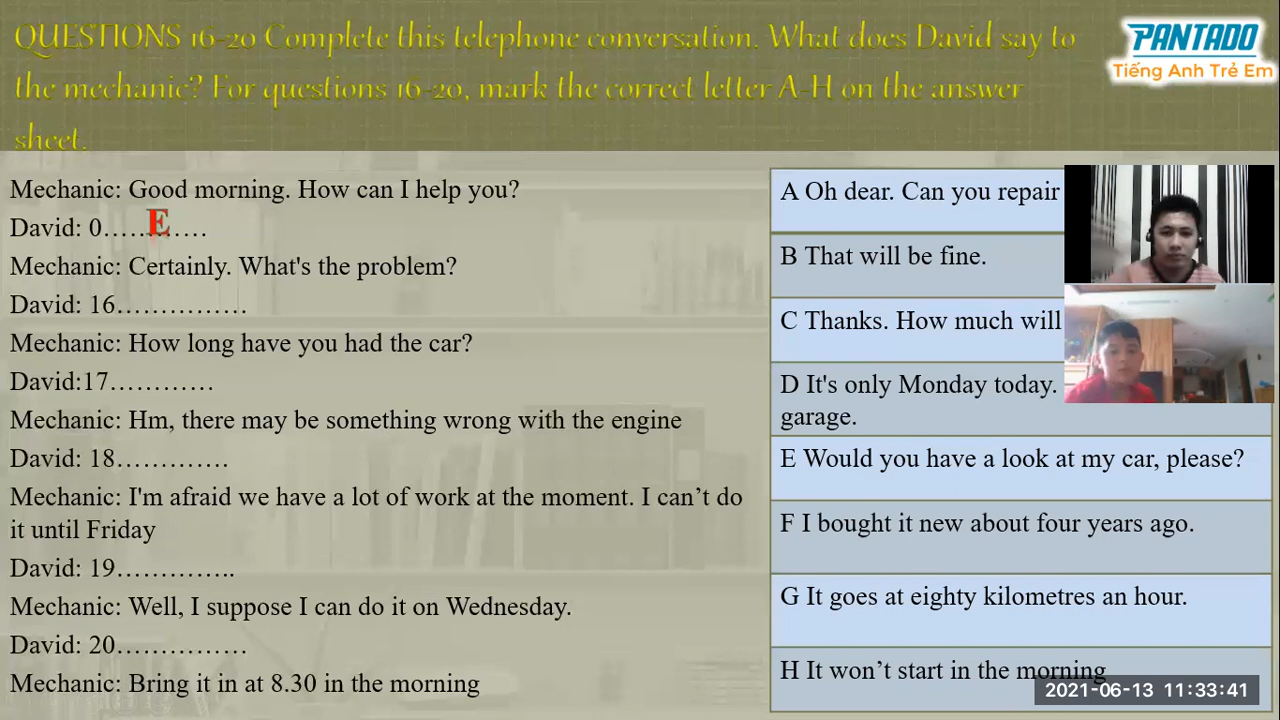 QUESTIONS 16-20 Complete this telephone conversation. What does David say to
the mechanic? For questions 16-20, mark the correct letter A-H on the answer
sheet.
PANTADO
Tiếng Anh Trẻ Em
Mechanic: Good morning. How can I help you?
David: 0......E......
Mechanic: Certainly. What's the problem?
David: 16……………
Mechanic: How long have you had the car?
David:17…………
Mechanic: Hm, there may be something wrong with the engine
David: 18………….
Mechanic: I'm afraid we have a lot of work at the moment. I can’t do
it until Friday
David: 19…………..
Mechanic: Well, I suppose I can do it on Wednesday.
David: 20……………
Mechanic: Bring it in at 8.30 in the morning
A Oh dear. Can you repair
B That will be fine.
C Thanks. How much will
D It's only Monday today.
garage.
E Would you have a look at my car, please?
F I bought it new about four years ago.
G It goes at eighty kilometres an hour.
H It won’t start in the morning
2021-06-13 11:33:41